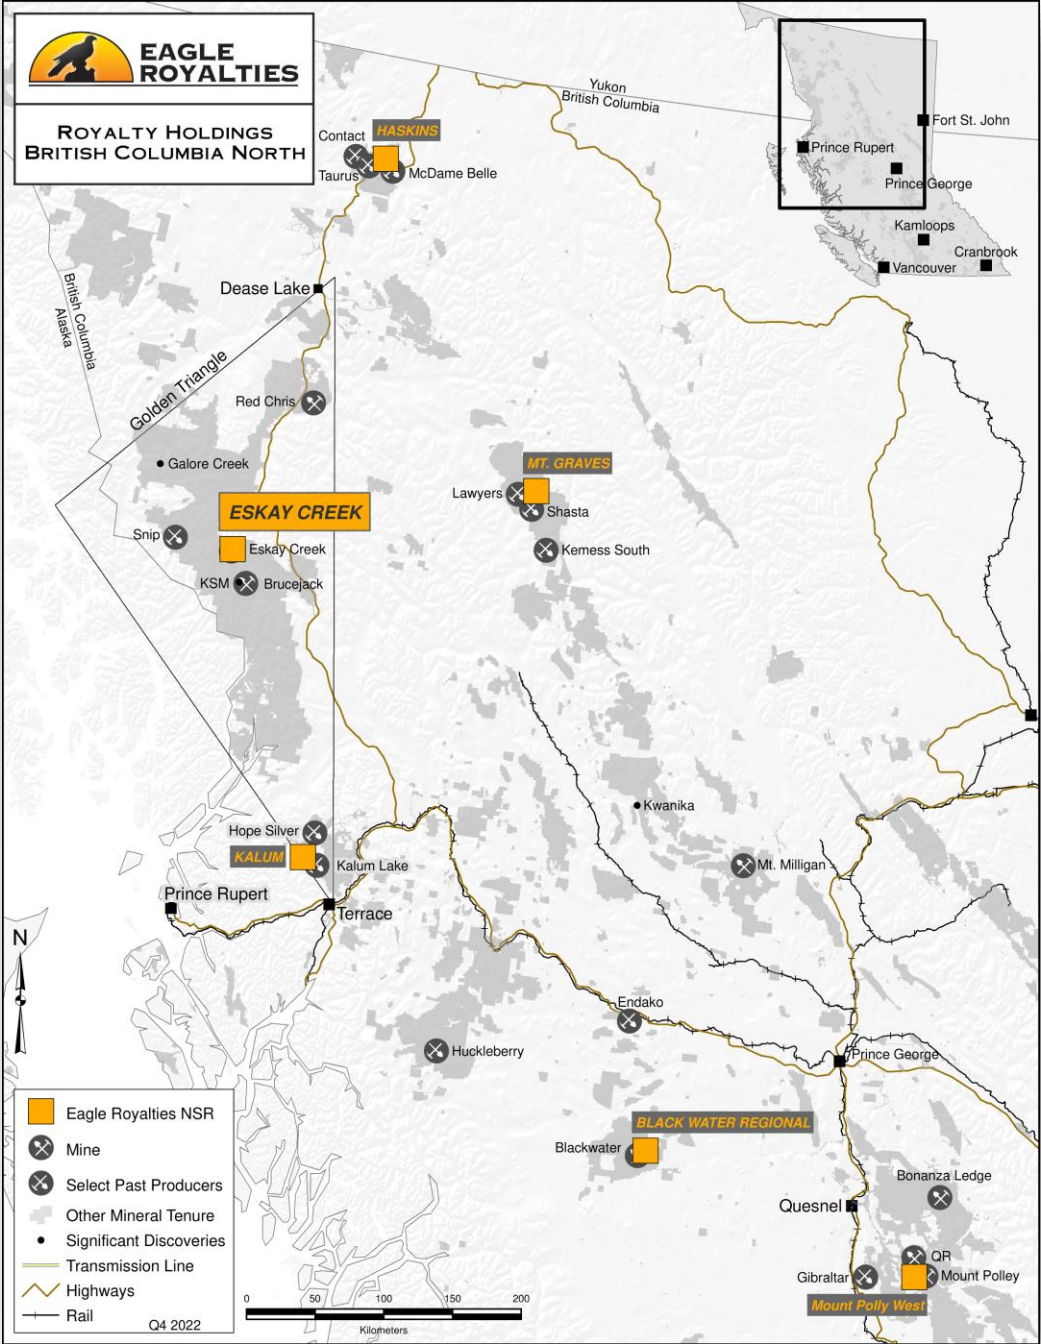 EAGLE
ROYALTIES
ROYALTY HOLDINGS
BRITISH COLUMBIA NORTH
Yukon
British Columbia
Fort St. John
Prince Rupert
Prince George
Kamloops
Cranbrook
Vancouver
Contact
HASKINS
Taurus
McDame Belle
British Columbia
Alaska
Dease Lake
Golden Triangle
Red Chris
Galore Creek
MT. GRAVES
Lawyers
Shasta
ESKAY CREEK
Snip
Eskay Creek
Kemess South
KSM
Brucejack
Kwanika
Hope Silver
KALUM
Kalum Lake
Mt. Milligan
Prince Rupert
Terrace
N
Endako
Huckleberry
Prince George
BLACK WATER REGIONAL
Blackwater
Bonanza Ledge
Quesnel
QR
Gibraltar
Mount Polley
Mount Polly West
Eagle Royalties NSR
Mine
Select Past Producers
Other Mineral Tenure
Significant Discoveries
Transmission Line
Highways
Rail
Q4 2022
0 60 120 200
Kilometers